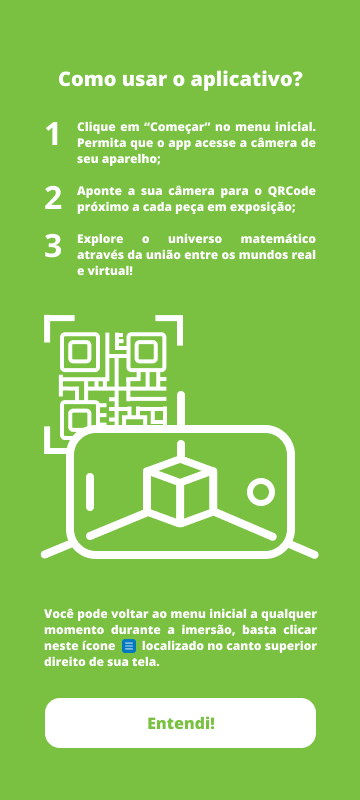 Como usar o aplicativo?
1 Clique em “Começar” no menu inicial.
Permita que o app acesse a câmera de
seu aparelho;
2 Aponte a sua câmera para o QRCode
próximo a cada peça em exposição;
3 Explore o universo matemático
através da união entre os mundos real
e virtual!
Você pode voltar ao menu inicial a qualquer
momento durante a imersão, basta clicar
neste ícone localizado no canto superior
direito de sua tela.
Entendi!